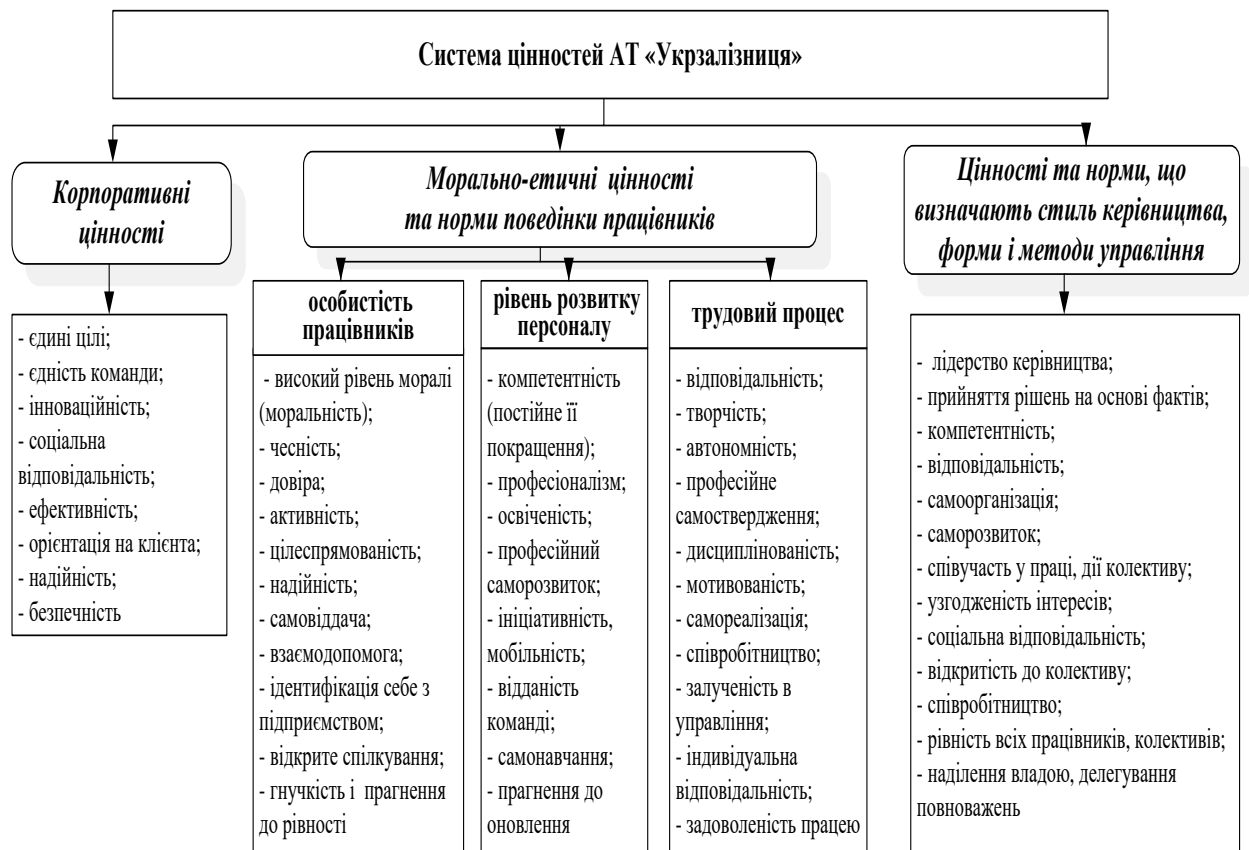 Система цінностей АТ «Укрзалізниця»
Корпоративні
цінності
Морально-етичні цінності
та норми поведінки працівників
Цінності та норми, що
визначають стиль керівництва,
форми і методи управління
- єдині цілі;
- єдність команди;
- інноваційність;
- соціальна
відповідальність;
- ефективність;
- орієнтація на клієнта;
- надійність;
- безпечність
особистість
працівників
- високий рівень моралі
(моральність);
- чесність;
- довіра;
- активність;
- цілеспрямованість;
- надійність;
- самовіддача;
- взаємодопомога;
- ідентифікація себе з
підприємством;
- відкрите спілкування;
- гнучкість і прагнення
до рівності
рівень розвитку
персоналу
- компетентність
(постійне її
покращення);
- професіоналізм;
- освіченість;
- професійний
саморозвиток;
- ініціативність,
мобільність;
- відданість
команді;
- самонавчання;
- прагнення до
оновлення
трудовий процес
- відповідальність;
- творчість;
- автономність;
- професійне
самоствердження;
- дисциплінованість;
- мотивованість;
- самореалізація;
- співробітництво;
- залученість в
управління;
- індивідуальна
відповідальність;
- задоволеність працею
- лідерство керівництва;
- прийняття рішень на основі фактів;
- компетентність;
- відповідальність;
- самоорганізація;
- саморозвиток;
- співучасть у праці, дії колективу;
- узгодженість інтересів;
- соціальна відповідальність;
- відкритість до колективу;
- співробітництво;
- рівність всіх працівників, колективів;
- наділення владою, делегування
повноважень